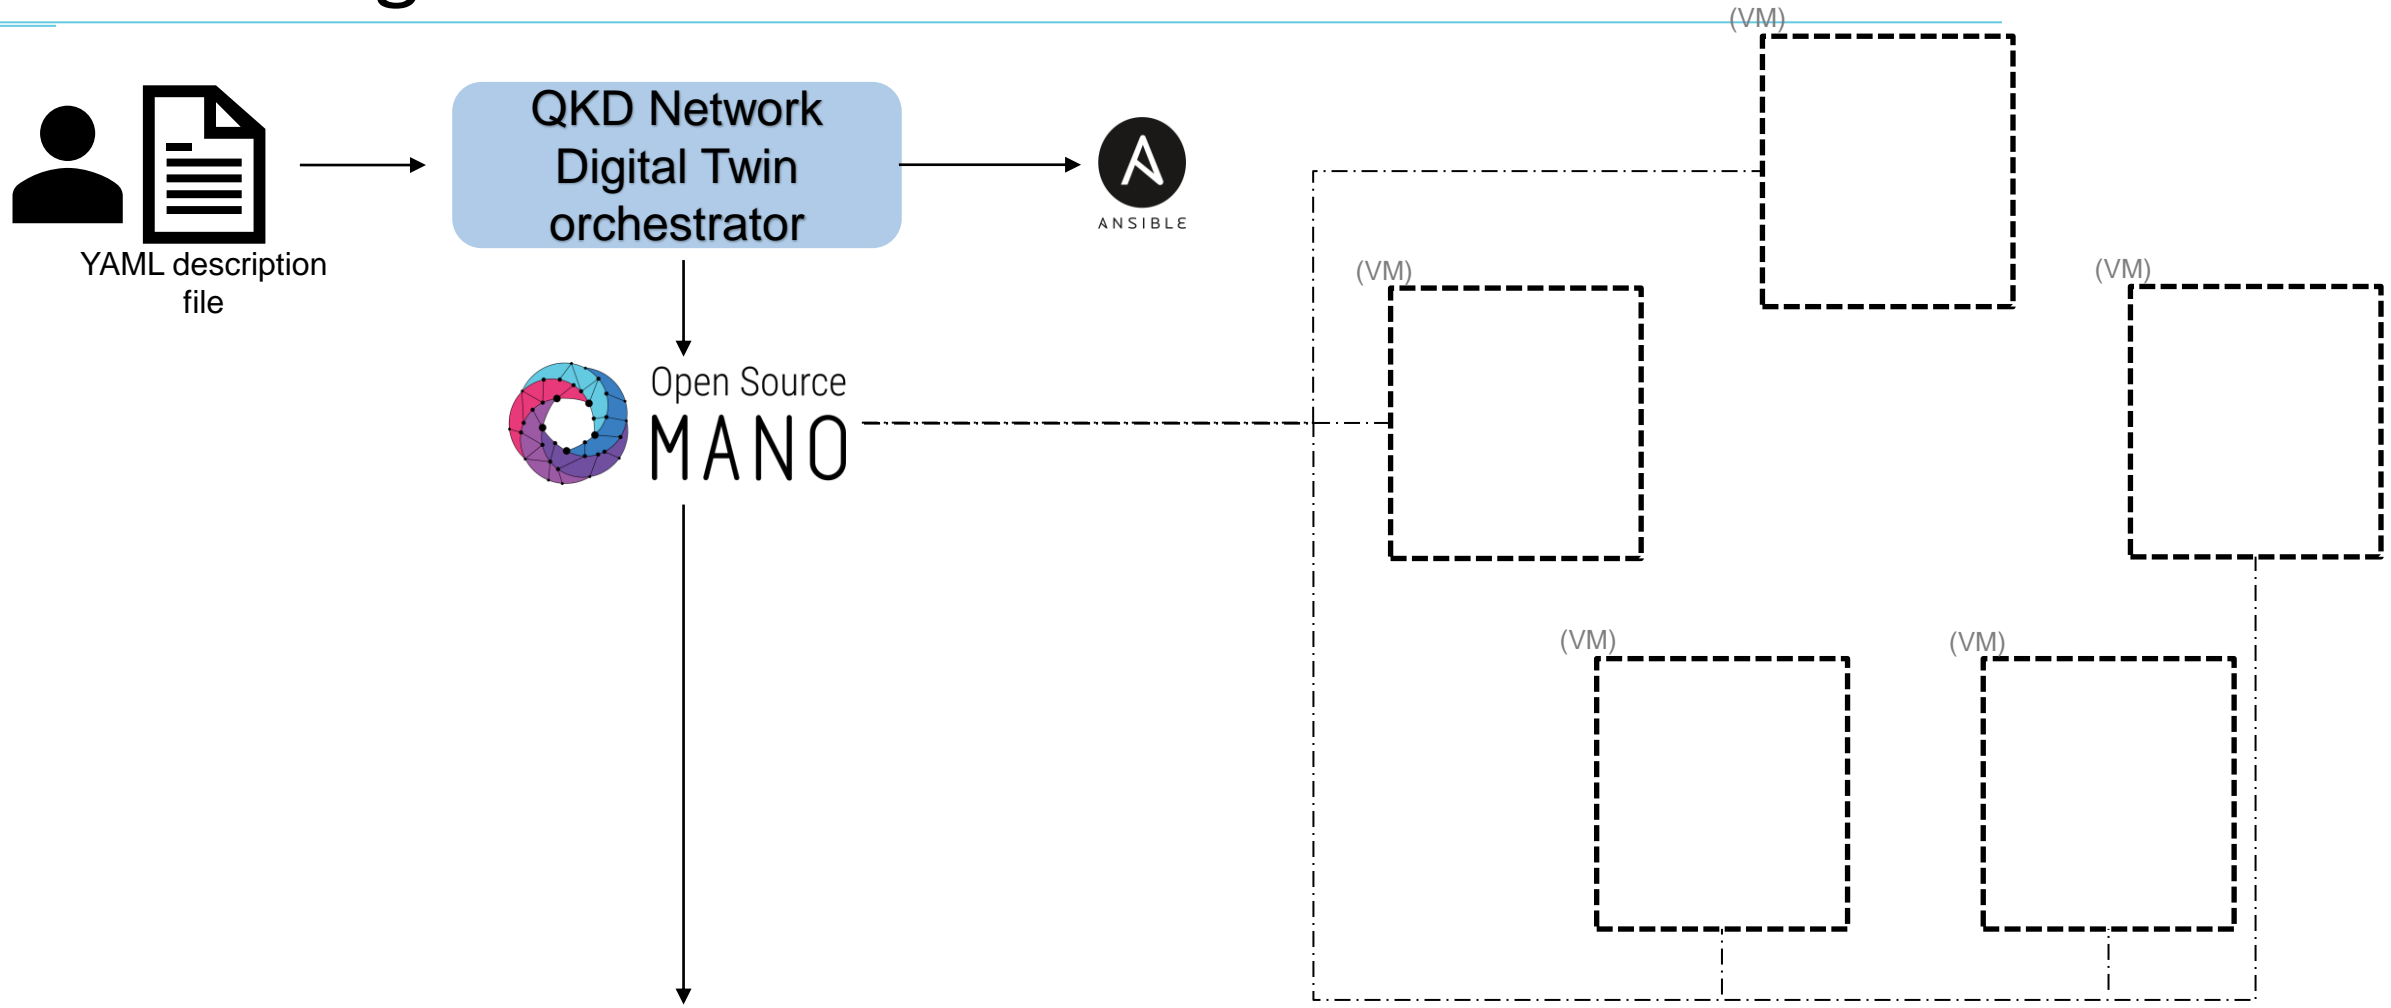 (VM)
QKD Network
Digital Twin
orchestrator
ANSIBLE
YAML description
file
(VM)
(VM)
Open Source
MANO
(VM)
(VM)